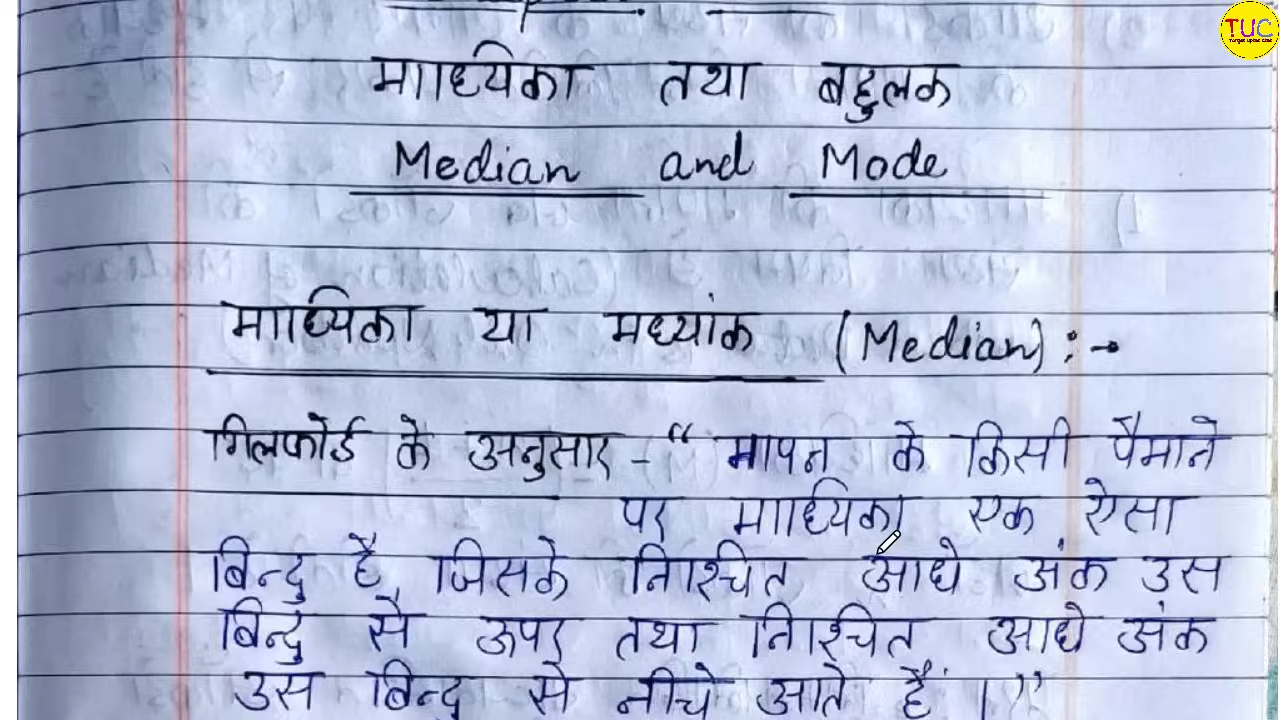 माध्यिका तथा बहुलक
Median and Mode
माध्यिका या मध्यांक (Median) :→
गिलफोर्ड के अनुसार - “ मापन के किसी पैमाने
पर माध्यिका एक ऐसा
बिन्दु है जिसके निश्चित आधे अंक उस
बिन्दु से ऊपर तथा निश्चित आधे अंक
उस बिन्दु से नीचे आते हैं ।”
TUC